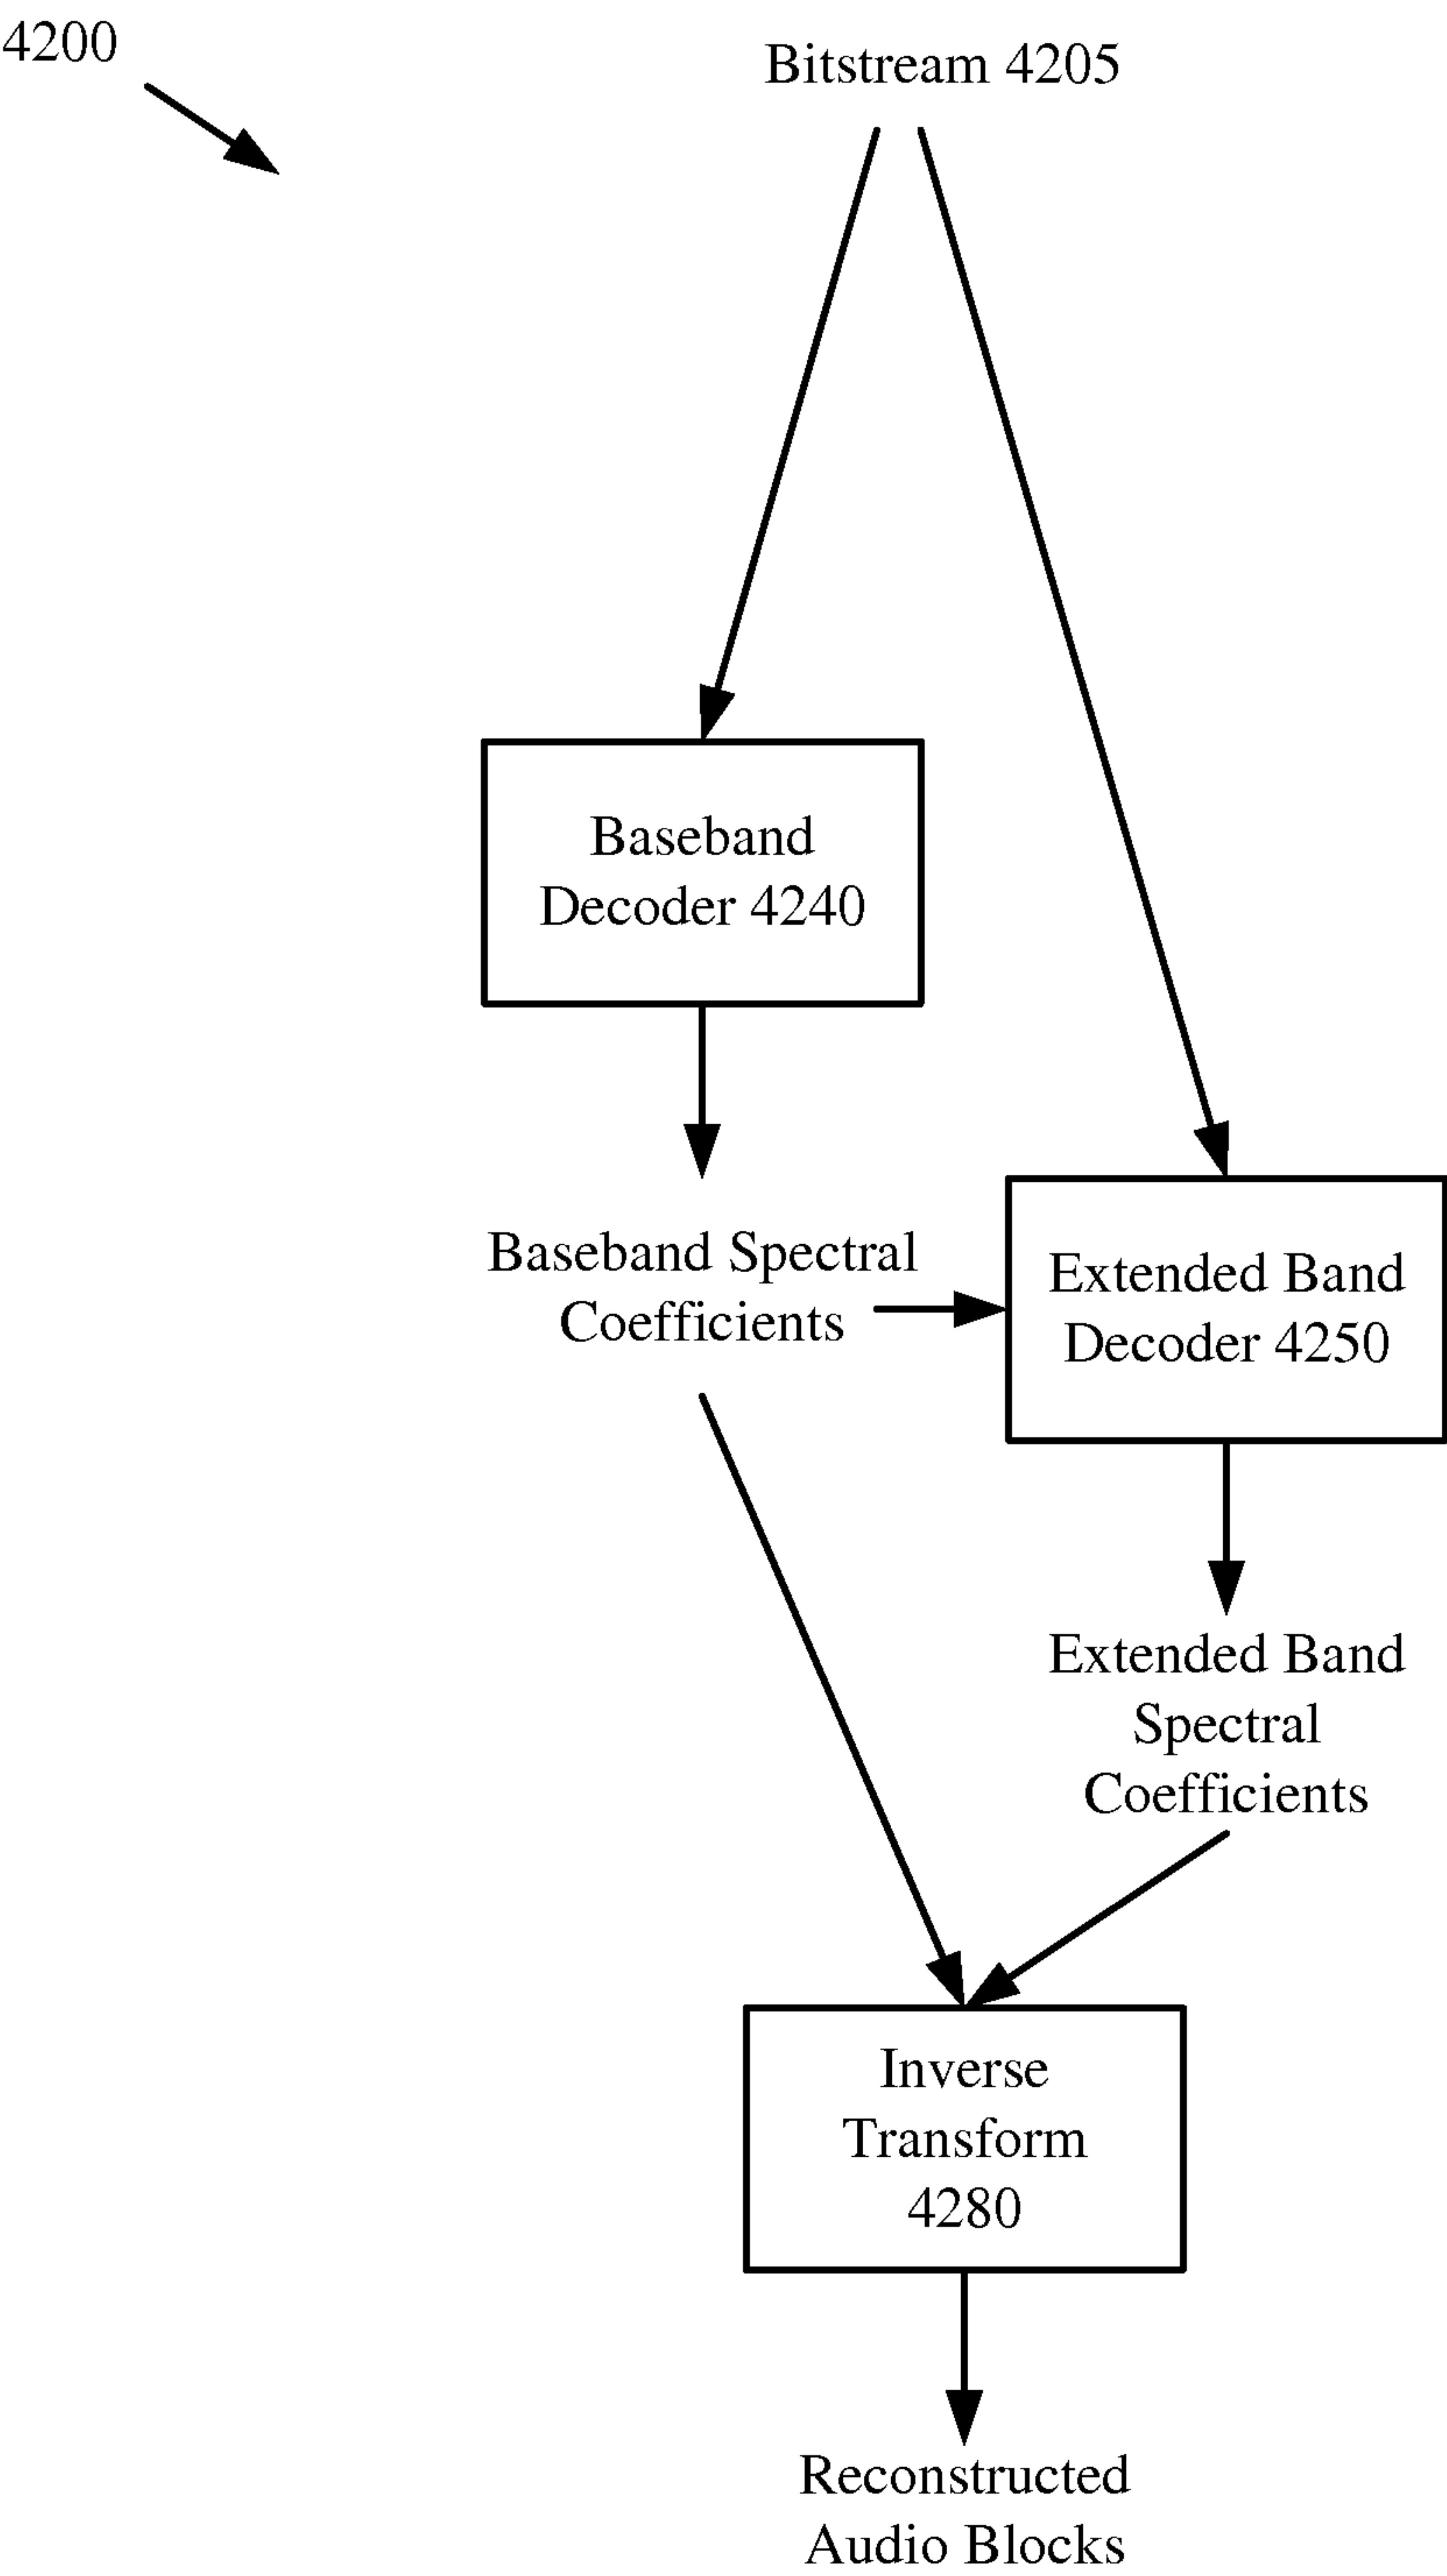 4200
Bitstream 4205
Baseband
Decoder 4240
Baseband Spectral
Coefficients
Extended Band
Decoder 4250
Extended Band
Spectral
Coefficients
Inverse
Transform
4280
Reconstructed
Audio Blocks